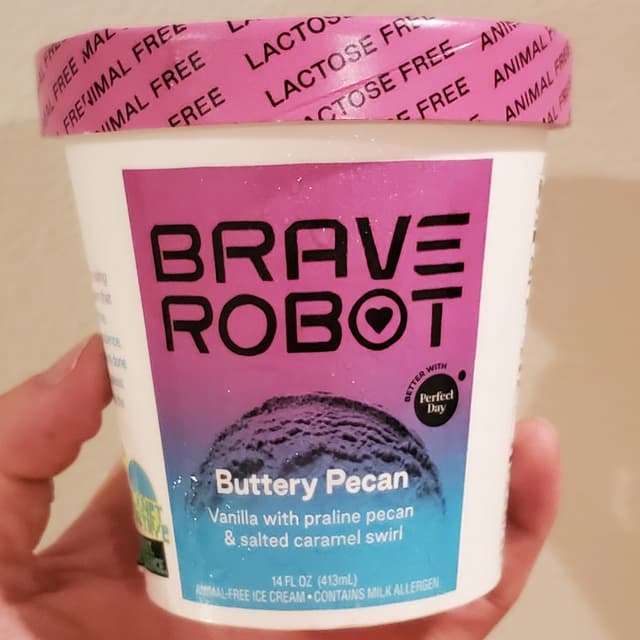 LACTOSE FREE
ANIMAL FREE
LACTOSE FREE
ANIMAL FREE
ANIMAL FREE
BRAVE
ROBOT
BETTER WITH
Perfect
Day
Buttery Pecan
Vanilla with praline pecan
& salted caramel swirl
14 FL OZ (413mL)
ANIMAL-FREE ICE CREAM • CONTAINS MILK ALLERGEN